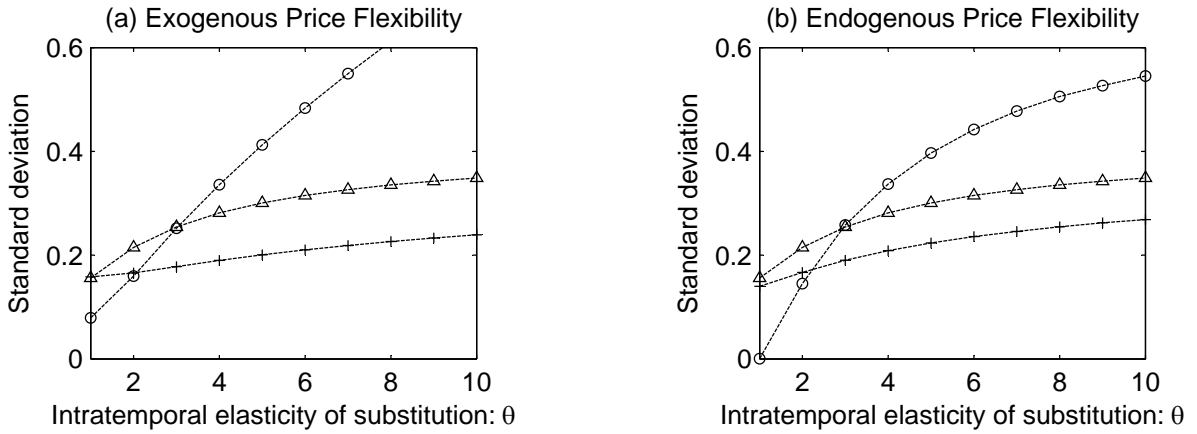 (a) Exogenous Price Flexibility
0.6
0.4
0.2
0
Standard deviation
2 4 6 8 10
Intratemporal elasticity of substitution: θ
(b) Endogenous Price Flexibility
0.6
0.4
0.2
0
Standard deviation
2 4 6 8 10
Intratemporal elasticity of substitution: θ